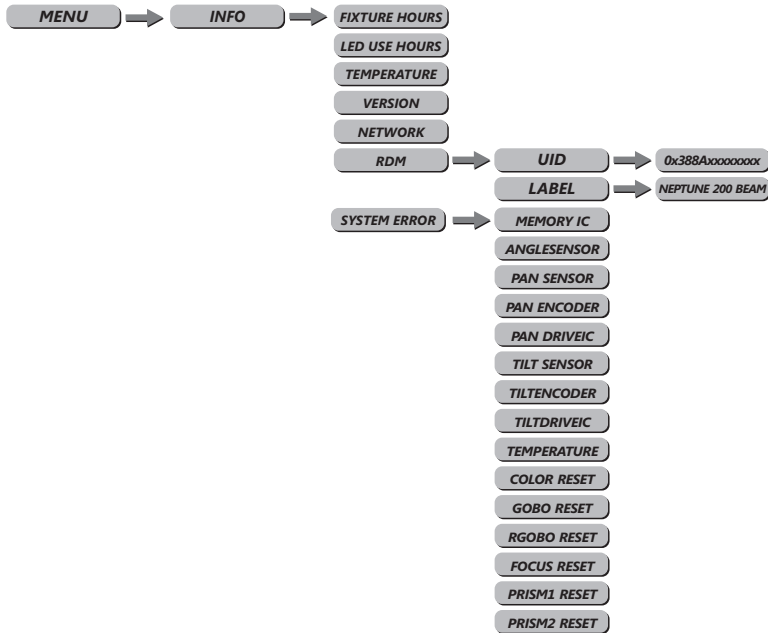 MENU INFO FIXTURE HOURS
LED USE HOURS
TEMPERATURE
VERSION
NETWORK
RDM UID 0x388Axxxxxxxx
LABEL NEPTUNE 200 BEAM
SYSTEM ERROR MEMORY IC
ANGLESENSOR
PAN SENSOR
PAN ENCODER
PAN DRIVEIC
TILT SENSOR
TILTENCODER
TILTDRIVEIC
TEMPERATURE
COLOR RESET
GOBO RESET
RGOBO RESET
FOCUS RESET
PRISM1 RESET
PRISM2 RESET